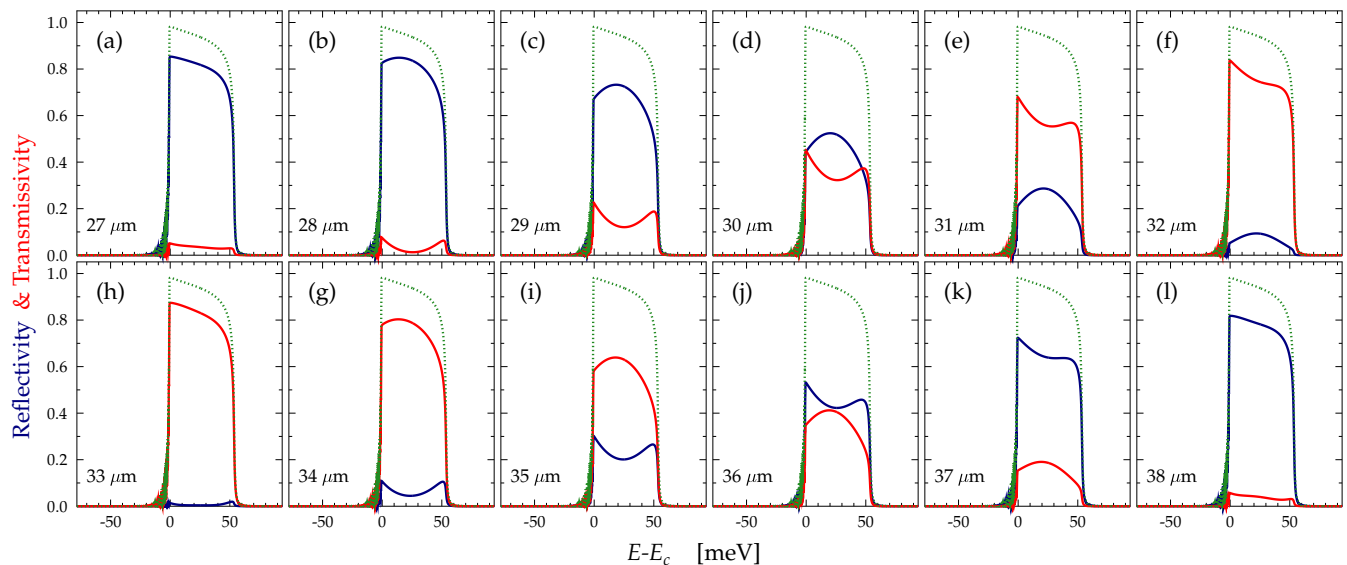 Reflectivity & Transmissivity
1.0
0.8
0.6
0.4
0.2
0.0
(a) (b) (c) (d) (e) (f)
27 μm 28 μm 29 μm 30 μm 31 μm 32 μm
1.0
0.8
0.6
0.4
0.2
0.0
(h) (g) (i) (j) (k) (l)
33 μm 34 μm 35 μm 36 μm 37 μm 38 μm
-50 0 50 -50 0 50 -50 0 50 -50 0 50 -50 0 50 -50 0 50
E-Ec [meV]